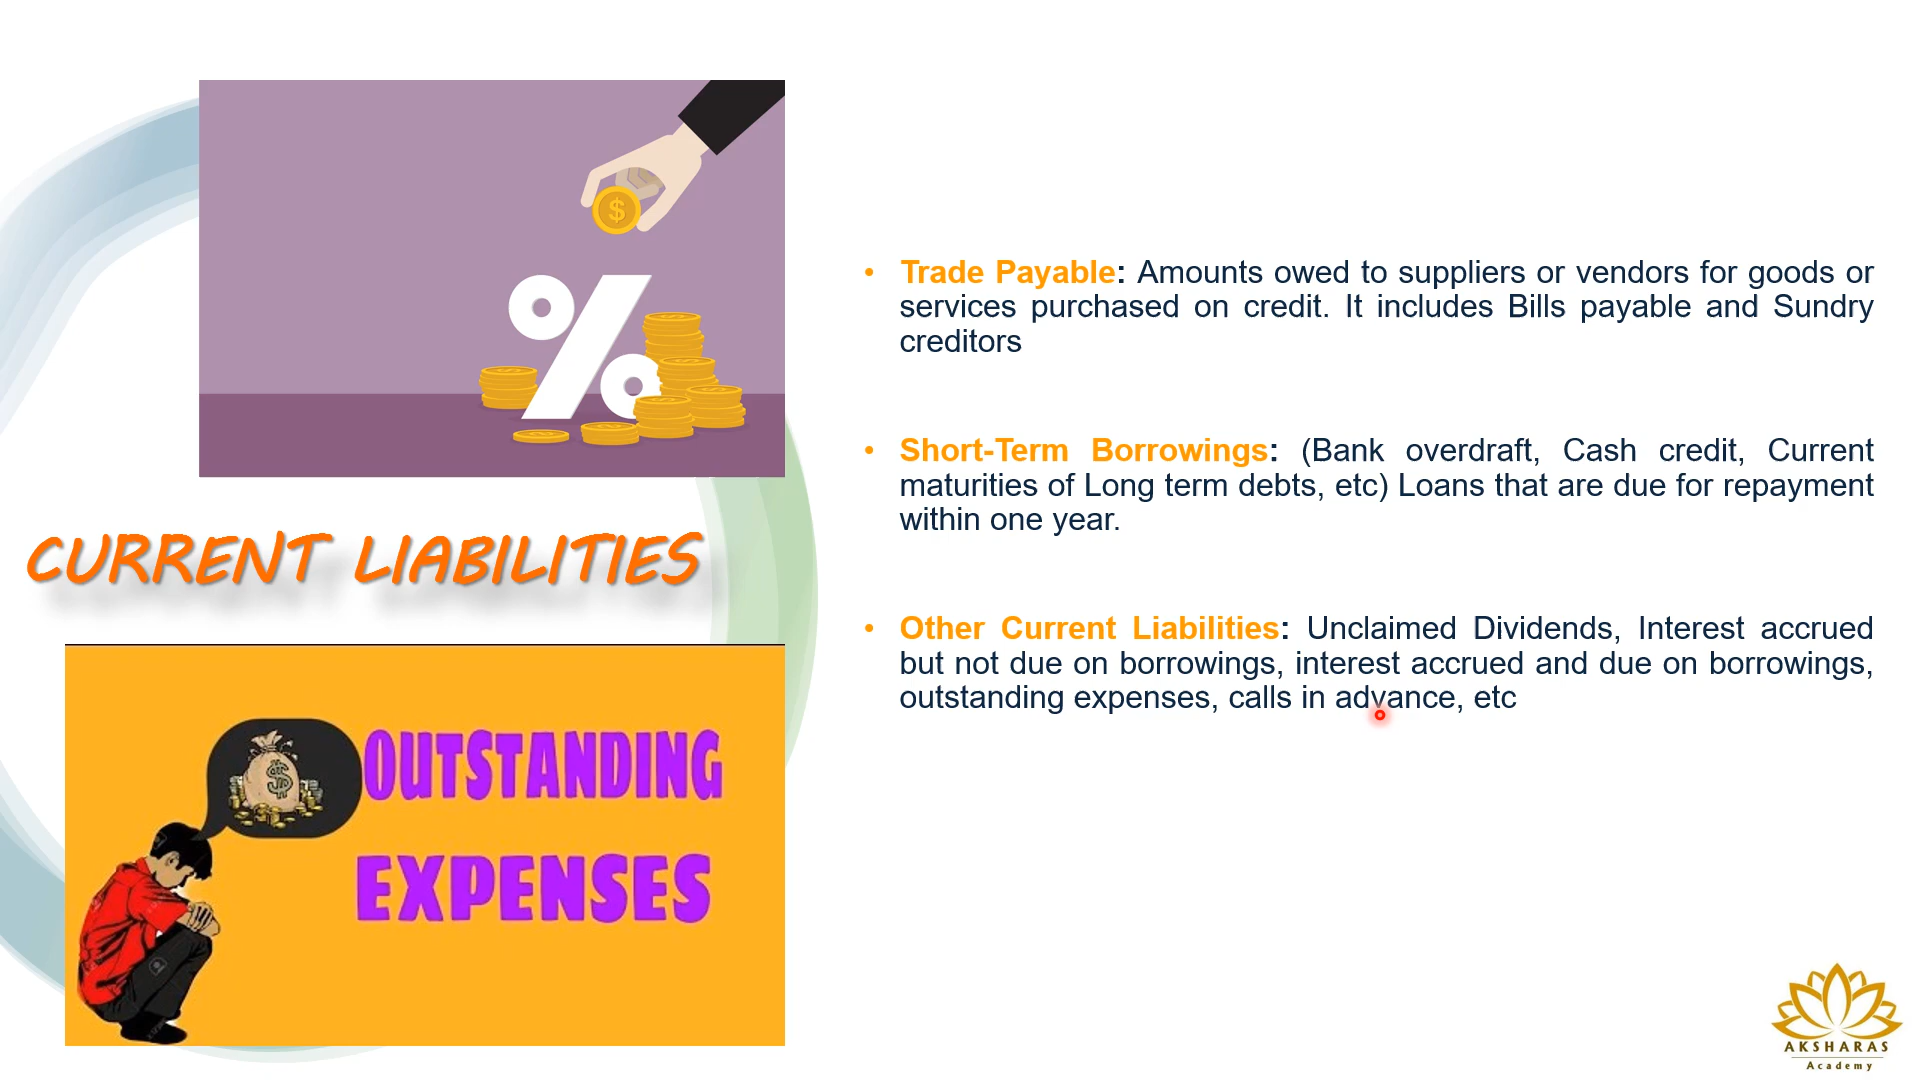 • Trade Payable: Amounts owed to suppliers or vendors for goods or
services purchased on credit. It includes Bills payable and Sundry
creditors
• Short-Term Borrowings: (Bank overdraft, Cash credit, Current
maturities of Long term debts, etc) Loans that are due for repayment
within one year.
CURRENT LIABILITIES
• Other Current Liabilities: Unclaimed Dividends, Interest accrued
but not due on borrowings, interest accrued and due on borrowings,
outstanding expenses, calls in advance, etc
$
%
$
OUTSTANDING
EXPENSES
AKSHARAS
Academy